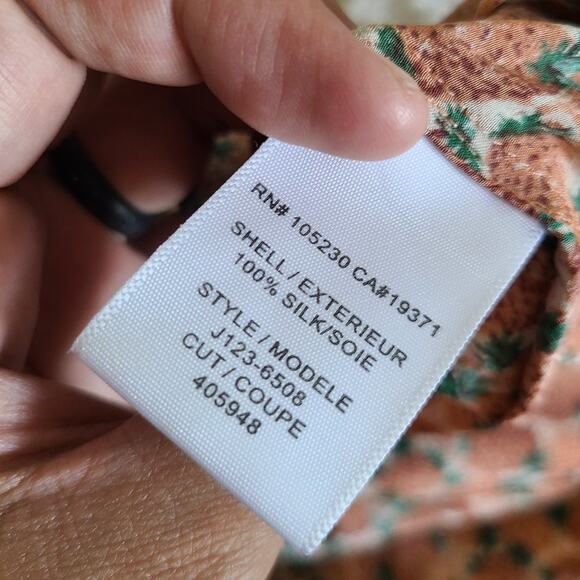 RN# 105230 CA#19371
SHELL / EXTERIEUR
100% SILK/SOIE
STYLE / MODELE
J123-6508
CUT / COUPE
405948